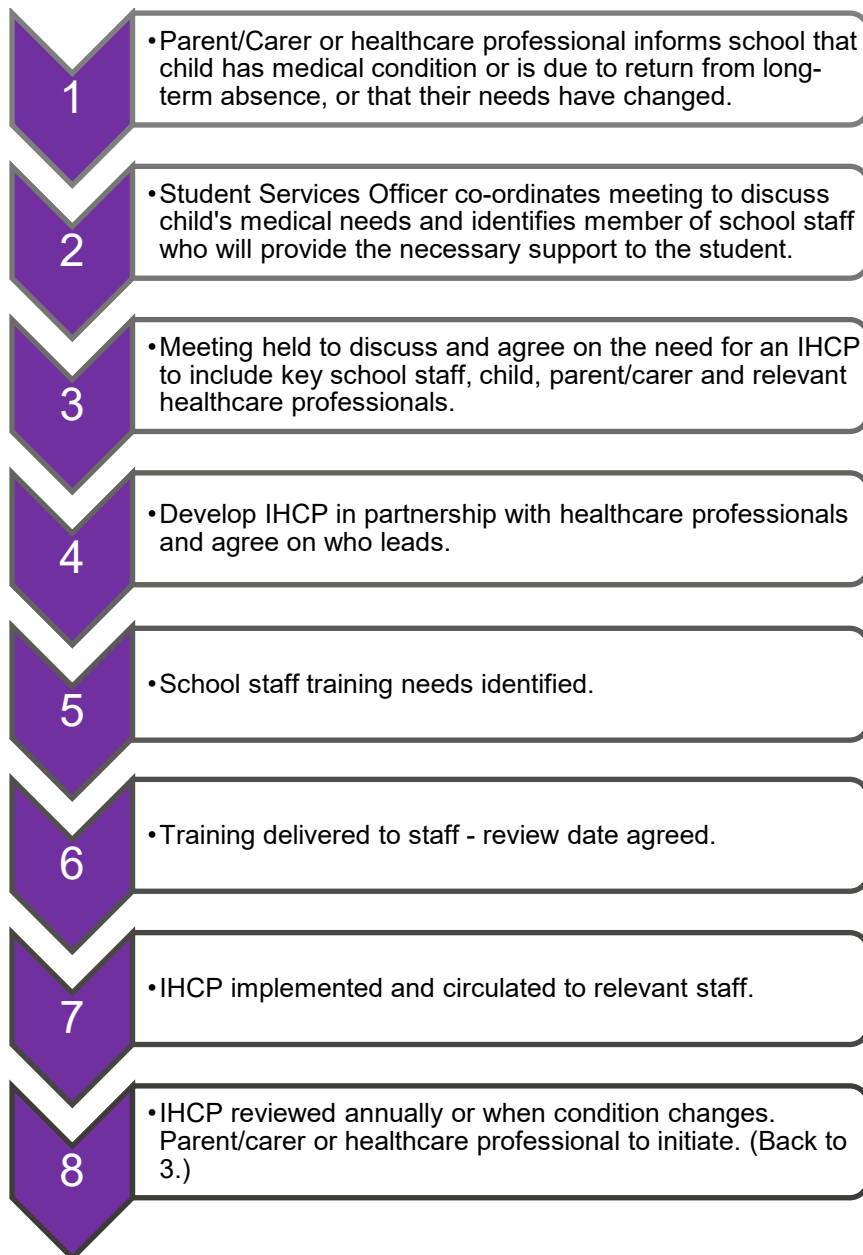 1
•Parent/Carer or healthcare professional informs school that
child has medical condition or is due to return from long-
term absence, or that their needs have changed.
2
•Student Services Officer co-ordinates meeting to discuss
child's medical needs and identifies member of school staff
who will provide the necessary support to the student.
3
•Meeting held to discuss and agree on the need for an IHCP
to include key school staff, child, parent/carer and relevant
healthcare professionals.
4
•Develop IHCP in partnership with healthcare professionals
and agree on who leads.
5
•School staff training needs identified.
6
•Training delivered to staff - review date agreed.
7
•IHCP implemented and circulated to relevant staff.
8
•IHCP reviewed annually or when condition changes.
Parent/carer or healthcare professional to initiate. (Back to
3.)